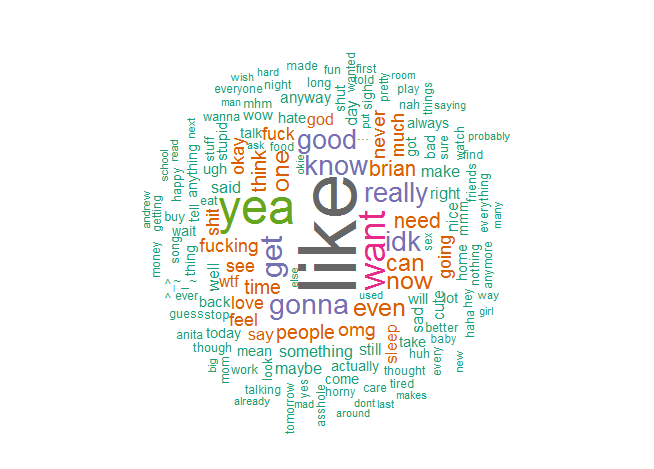 wish
hard
made
fun
first
everyone
night
long
shut
wanted
told
sigh
pretty
room
play
things
man
mhm
anyway
day
put
nah
saying
wanna
wow
hate
god
never
much
always
next
stuff
stupid
talk
fuck
good
...
got
bad
sure
watch
probably
ask
food
okay
think
one
okie
know
brian
make
find
school
read
happy
anything
tell
ugh
said
eat
yea
like
really
right
friends
everything
andrew
getting
buy
wait
shit
want
need
nice
mmm
many
song
thing
fucking
get
idk
sex
going
home
nothing
anymore
money
^_^
~_~
well
see
wtf
time
else
can
now
^
ever
back
love
gonna
used
even
will
lot
cute
hey
haha
way
girl
guess
stop
feel
sad
anita
today
say
people
omg
sleep
better
baby
though
mean
something
still
take
huh
every
new
big
mom
work
look
maybe
actually
thought
talking
yes
horny
come
care
tired
makes
already
tomorrow
mad
asshole
dont
last
around